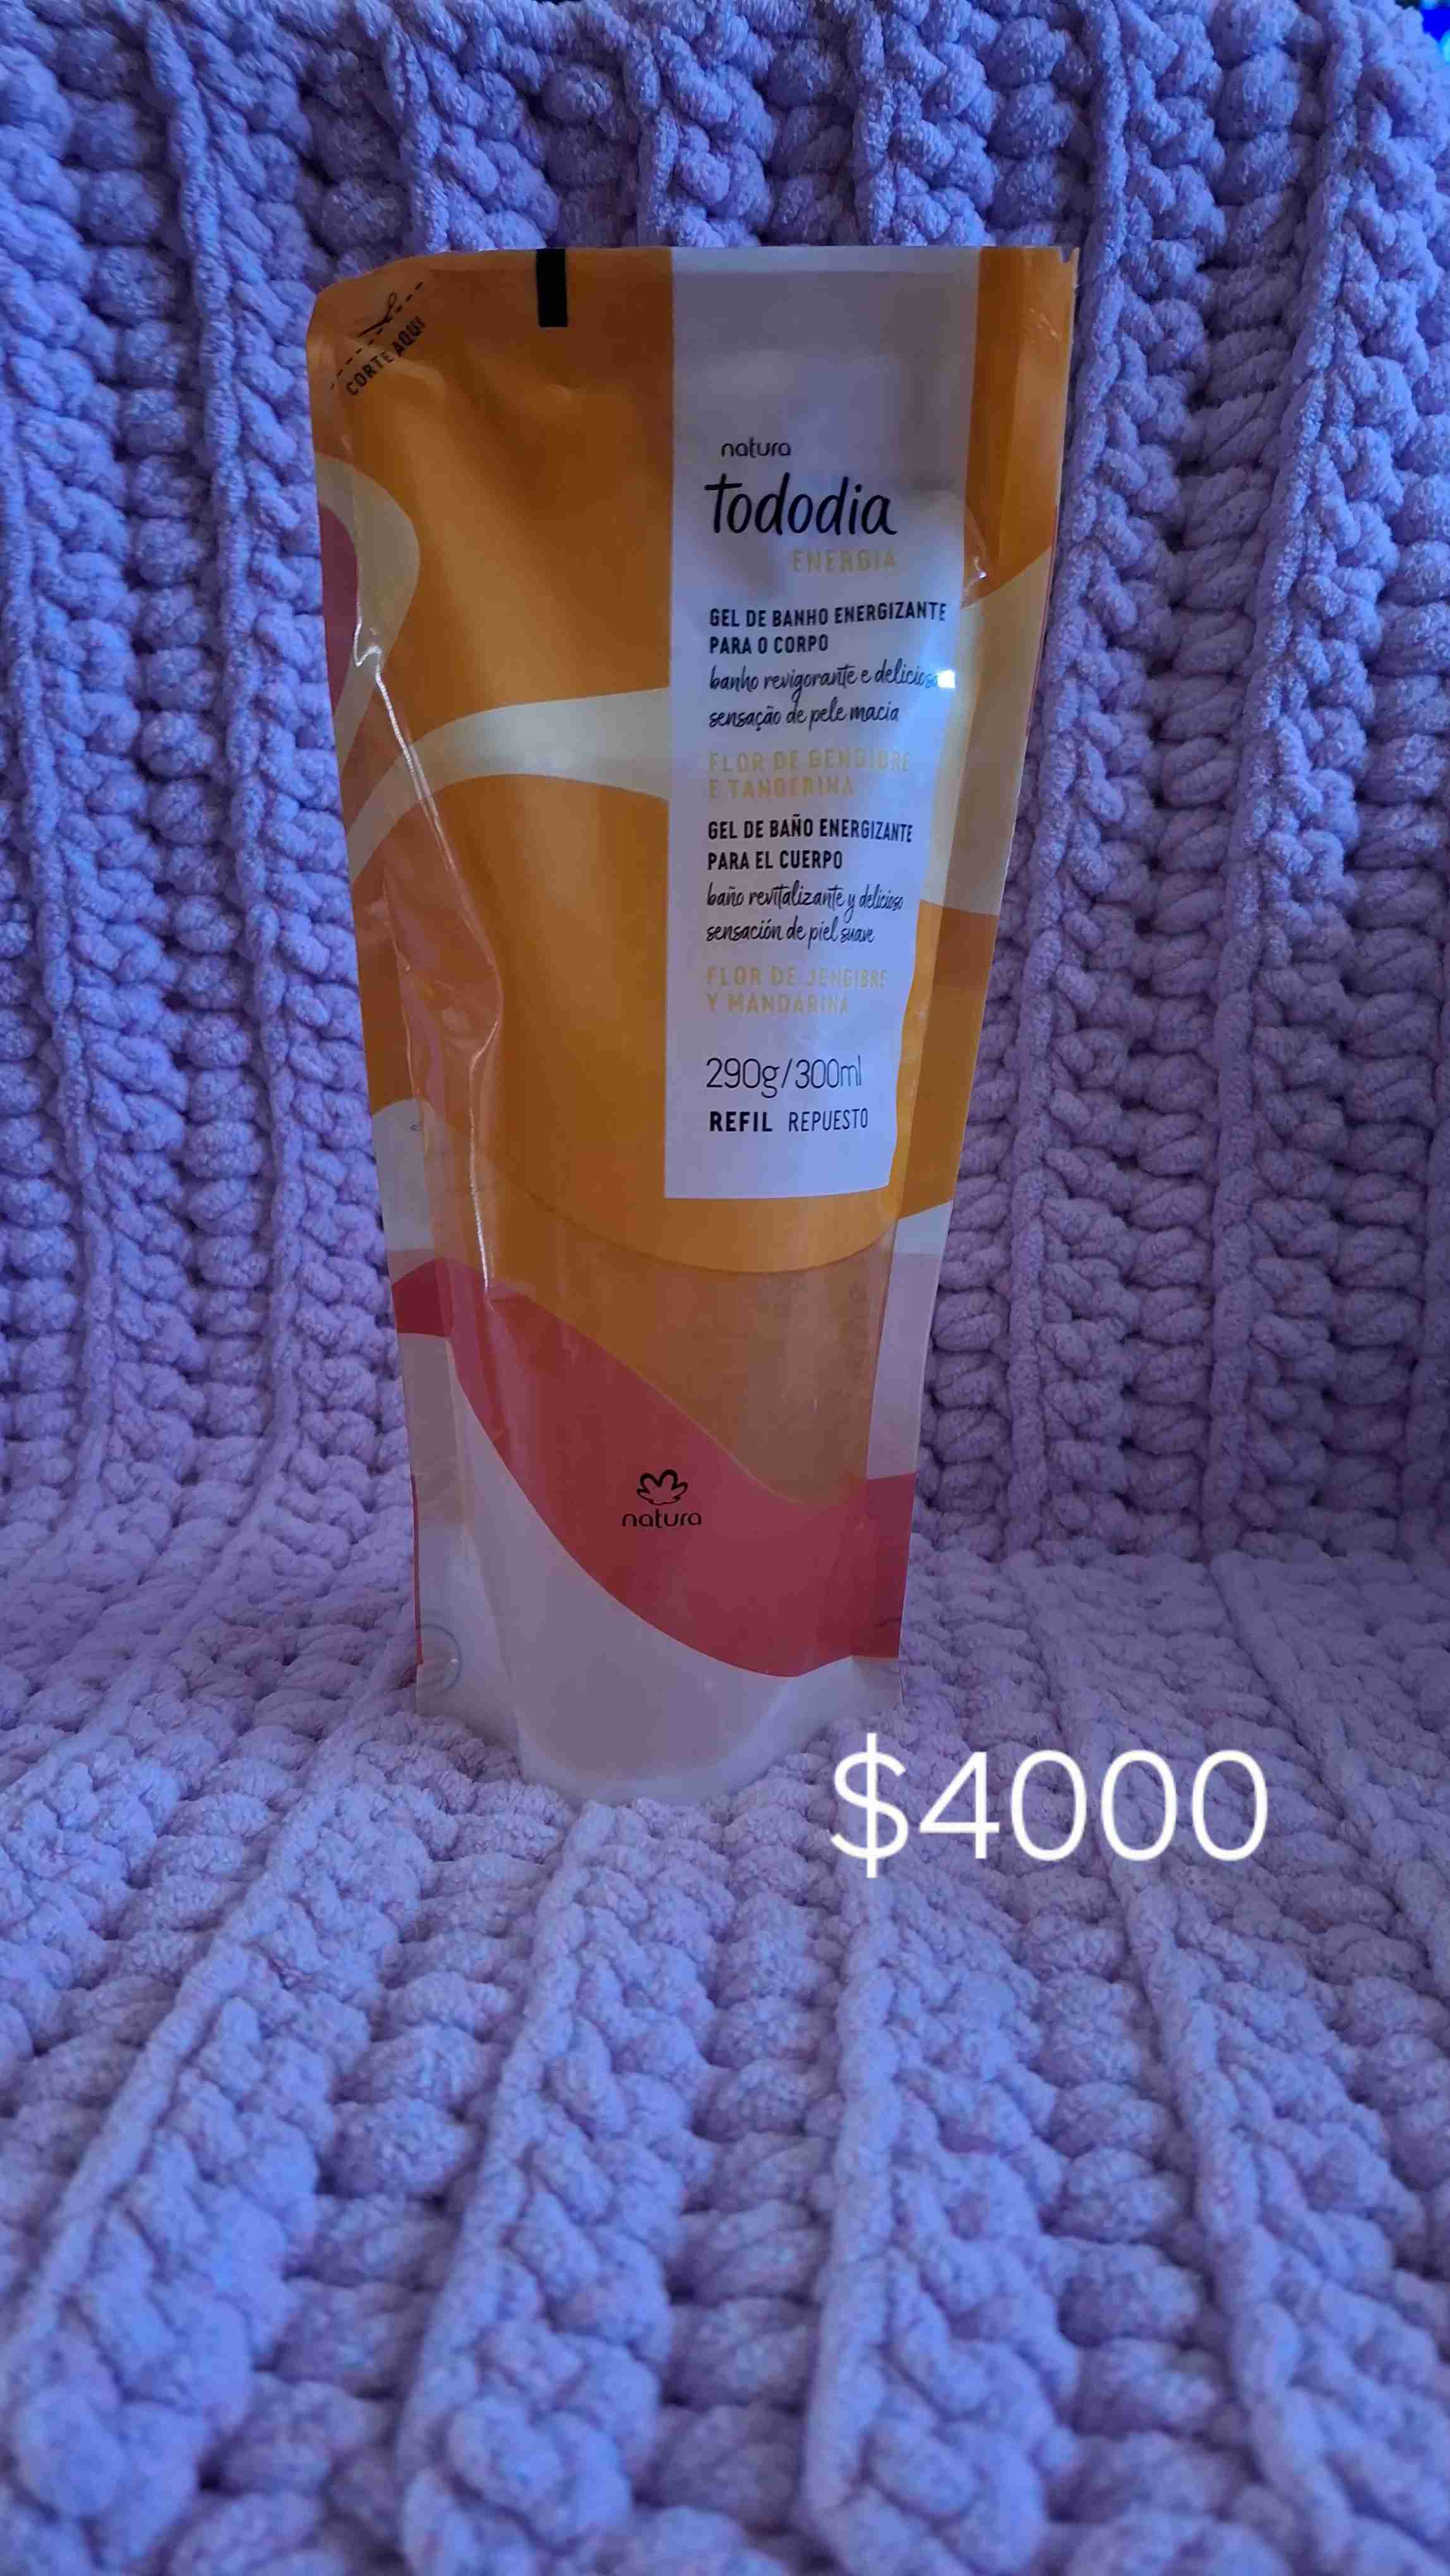 CORTE AQUI
natura
tododia
ENERGIA
GEL DE BANHO ENERGIZANTE
PARA O CORPO
banho revigorante e deliciosa
sensação de pele macia
FLOR DE GENGIBRE
E TANGERINA
GEL DE BAÑO ENERGIZANTE
PARA EL CUERPO
baño revitalizante y deliciosa
sensación de piel suave
FLOR DE JENGIBRE
Y MANDARINA
290g/300ml
REFIL REPUESTO
natura
$4000